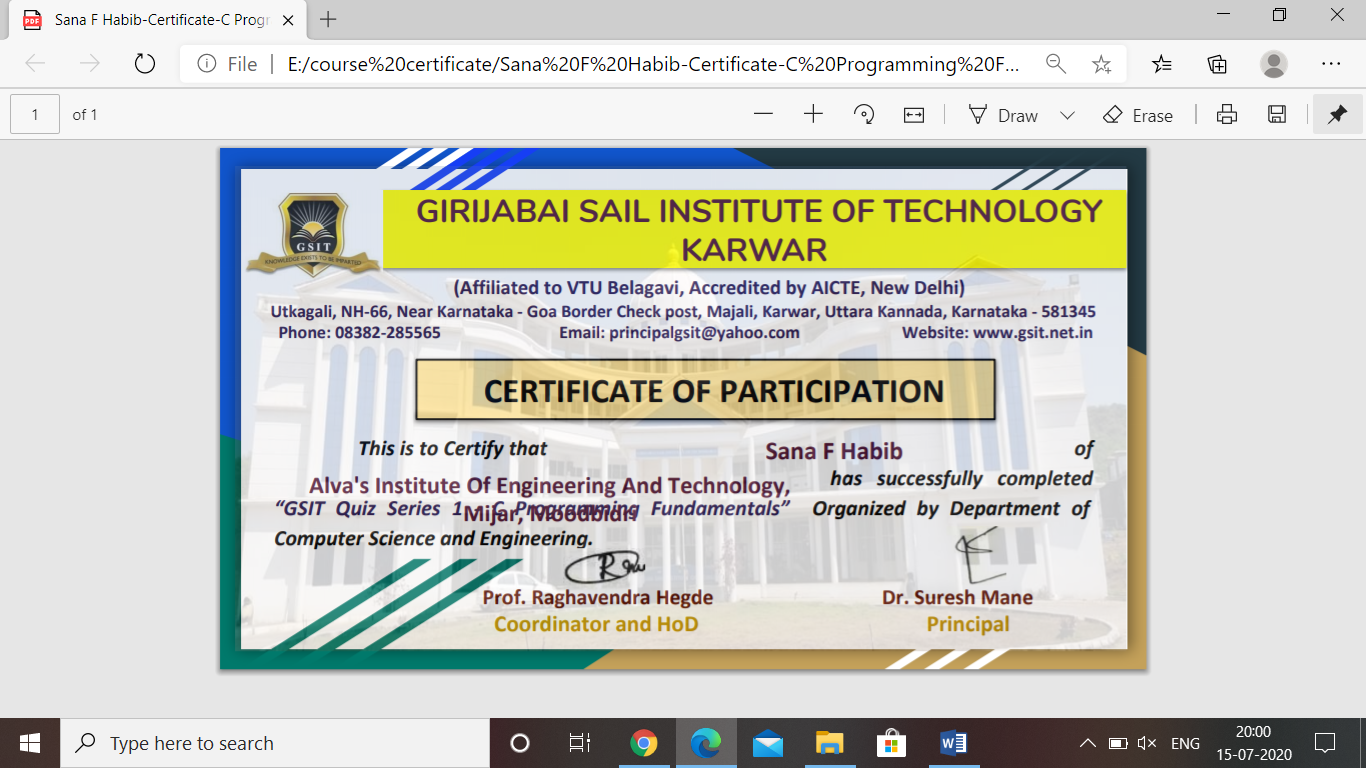 Sana F Habib-Certificate-C Progr
File
E:/course%20certificate/Sana%20F%20Habib-Certificate-C%20Programming%20F...
1 of 1
Draw
Erase
GSIT
KNOWLEDGE EXISTS TO BE IMPARTED
GIRIJABAI SAIL INSTITUTE OF TECHNOLOGY
KARWAR
(Affiliated to VTU Belagavi, Accredited by AICTE, New Delhi)
Utkagali, NH-66, Near Karnataka - Goa Border Check post, Majali, Karwar, Uttara Kannada, Karnataka - 581345
Phone: 08382-285565 Email: principalgsit@yahoo.com Website: www.gsit.net.in
CERTIFICATE OF PARTICIPATION
This is to Certify that Sana F Habib of
Alva's Institute Of Engineering And Technology, has successfully completed
Mijar, Moodbidri
"GSIT Quiz Series 1 - C Programming Fundamentals" Organized by Department of
Computer Science and Engineering.
Prof. Raghavendra Hegde Dr. Suresh Mane
Coordinator and HoD Principal
Type here to search
ENG
20:00
15-07-2020